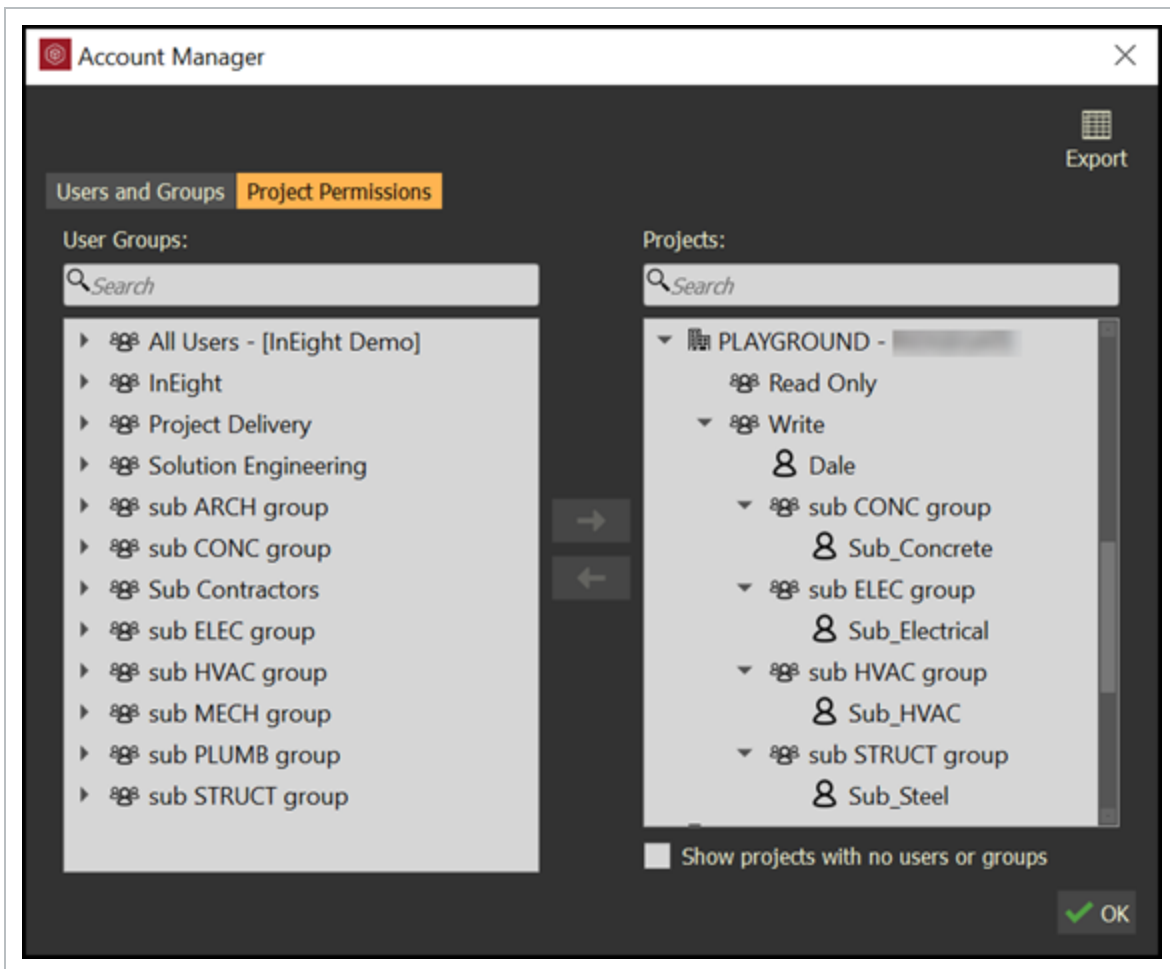 Account Manager
Export
Users and Groups
Project Permissions
User Groups:
Search
All Users - [InEight Demo]
InEight
Project Delivery
Solution Engineering
sub ARCH group
sub CONC group
Sub Contractors
sub ELEC group
sub HVAC group
sub MECH group
sub PLUMB group
sub STRUCT group
Projects:
Search
PLAYGROUND -
Read Only
Write
Dale
sub CONC group
Sub_Concrete
sub ELEC group
Sub_Electrical
sub HVAC group
Sub_HVAC
sub STRUCT group
Sub_Steel
Show projects with no users or groups
OK